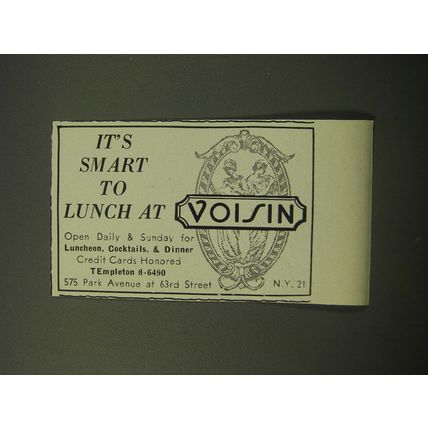 IT'S
SMART
TO
LUNCH AT VOISIN
Open Daily & Sunday for
Luncheon, Cocktails, & Dinner
Credit Cards Honored
TEmpleton 8-6490
575 Park Avenue at 63rd Street N.Y. 21